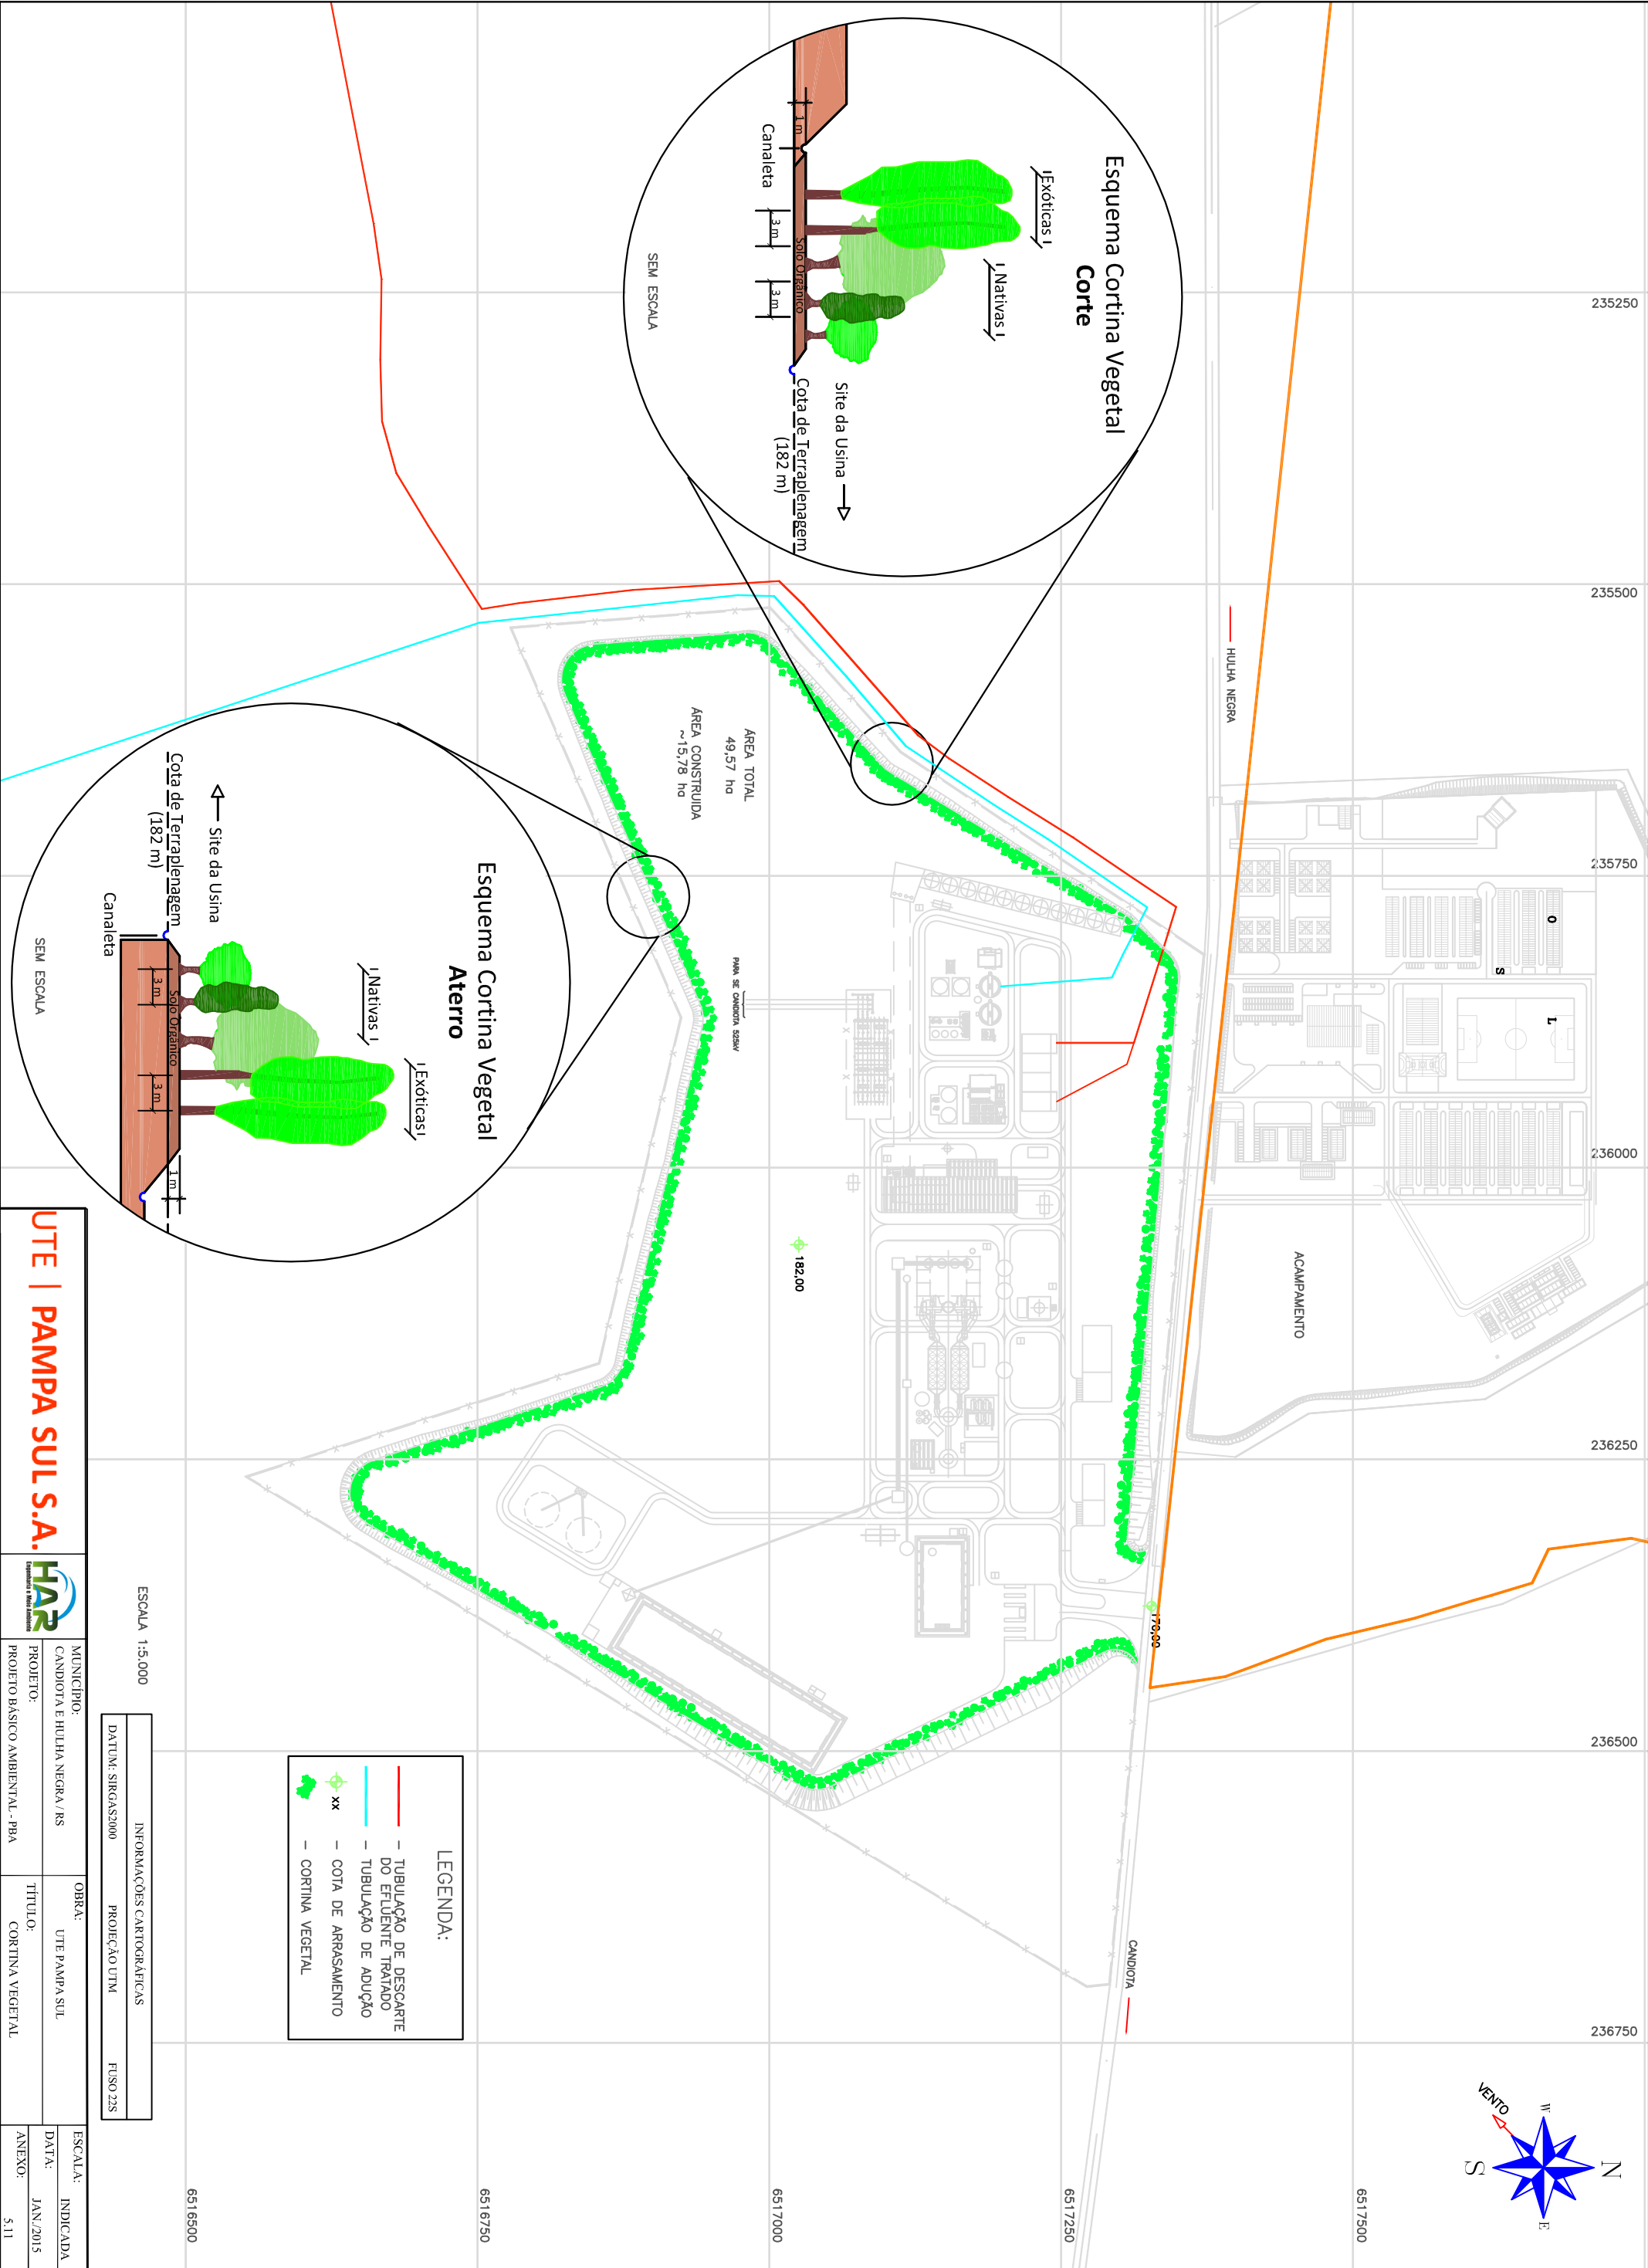 Esquema Cortina Vegetal
Corte
Exóticas
Nativas
1 m
Canaleta
3 m
Solo Orgânico
3 m
Site da Usina
Cota de Terraplenagem
(182 m)
SEM ESCALA
Esquema Cortina Vegetal
Aterro
Nativas
Exóticas
Site da Usina
Cota de Terraplenagem
(182 m)
Canaleta
3 m
Solo Orgânico
3 m
1 m
SEM ESCALA
235250
235500
235750
236000
236250
236500
236750
6517500
6517250
6517000
6516750
6516500
HULHA NEGRA
ACAMPAMENTO
O
S
L
ÁREA TOTAL
49,57 ha
ÁREA CONSTRUIDA
~15,78 ha
PARA SE CANDIOTA 525kV
182,00
CANDIOTA
N
S
E
W
VENTO
LEGENDA:
– TUBULAÇÃO DE DESCARTE
DO EFLUENTE TRATADO
– TUBULAÇÃO DE ADUÇÃO
xx – COTA DE ARRASAMENTO
– CORTINA VEGETAL
ESCALA 1:5.000
INFORMAÇÕES CARTOGRÁFICAS
DATUM: SIRGAS2000 PROJEÇÃO UTM FUSO 22S
UTE | PAMPA SUL S.A.
HAR
Engenharia e Meio Ambiente
MUNICÍPIO:
CANDIOTA E HULHA NEGRA / RS
OBRA:
UTE PAMPA SUL
ESCALA:
INDICADA
PROJETO:
PROJETO BÁSICO AMBIENTAL - PBA
TÍTULO:
CORTINA VEGETAL
DATA:
JAN./2015
ANEXO:
5.11